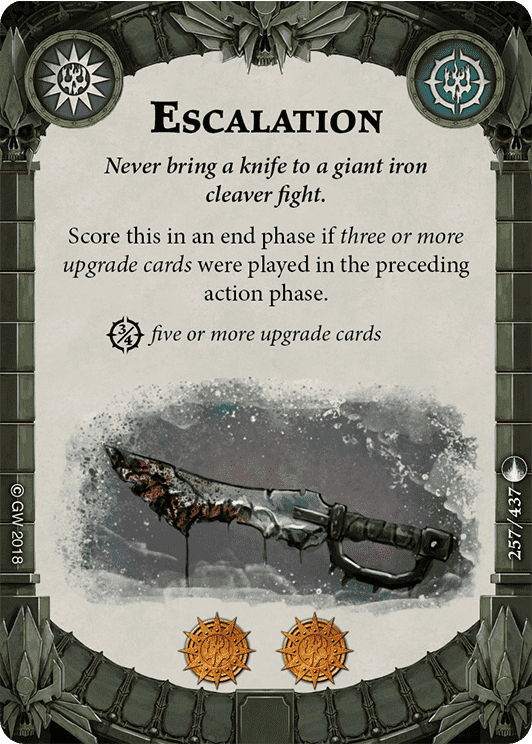 ESCALATION
Never bring a knife to a giant iron
cleaver fight.
Score this in an end phase if three or more
upgrade cards were played in the preceding
action phase.
3/4 five or more upgrade cards
© GW 2018
257/437